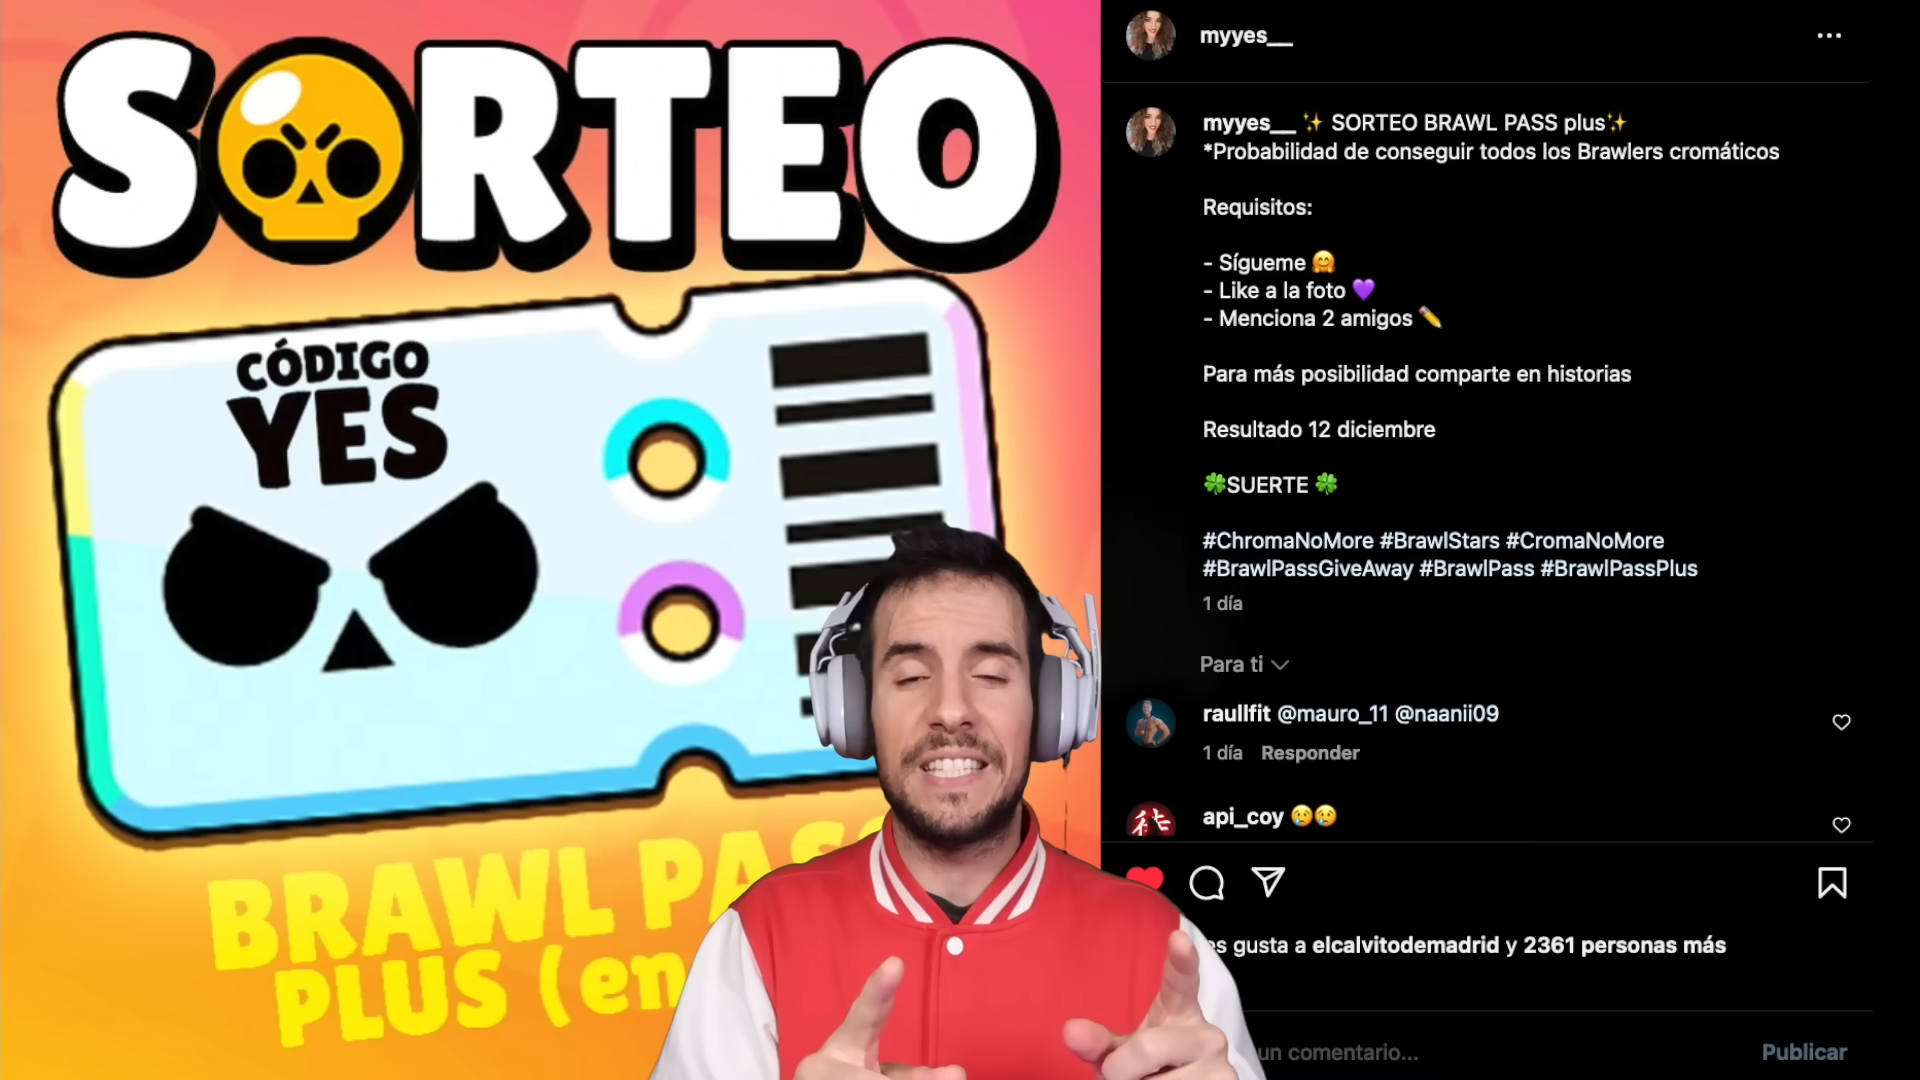 SORTEO
CÓDIGO
YES
BRAWL PAS
PLUS (en
myyes__
myyes__ ✨ SORTEO BRAWL PASS plus✨
*Probabilidad de conseguir todos los Brawlers cromáticos
Requisitos:
- Sígueme 🤗
- Like a la foto 💜
- Menciona 2 amigos ✏️
Para más posibilidad comparte en historias
Resultado 12 diciembre
🍀SUERTE 🍀
#ChromaNoMore #BrawlStars #CromaNoMore
#BrawlPassGiveAway #BrawlPass #BrawlPassPlus
1 día
Para ti
raullfit @mauro_11 @naanii09
1 día Responder
api_coy 😢😢
es gusta a elcalvitodemadrid y 2361 personas más
un comentario...
Publicar